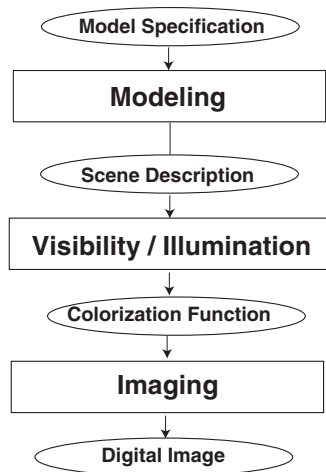 Model Specification
Modeling
Scene Description
Visibility / Illumination
Colorization Function
Imaging
Digital Image